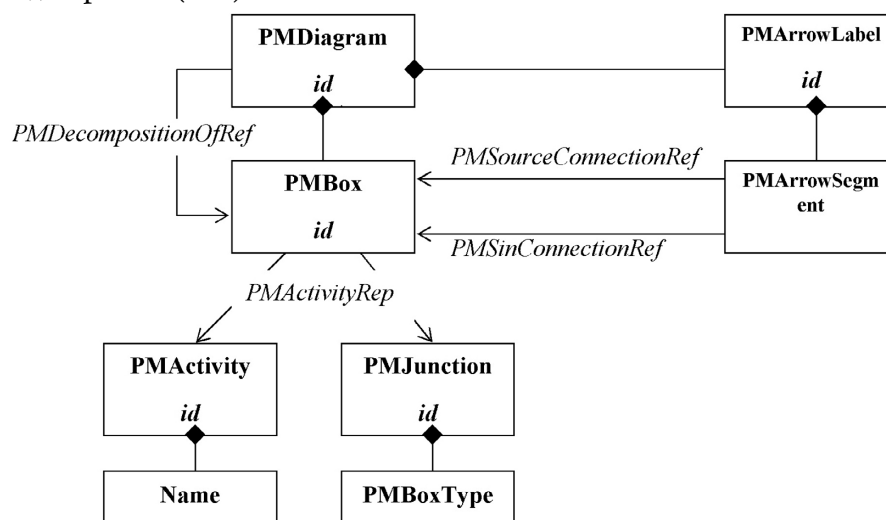 PMDiagram
PMArrowLabel
id
id
PMDecompositionOfRef
PMSourceConnectionRef
PMBox
PMArrowSegm
ent
id
PMSinConnectionRef
PMActivityRep
PMActivity
PMJunction
id
id
Name
PMBoxType